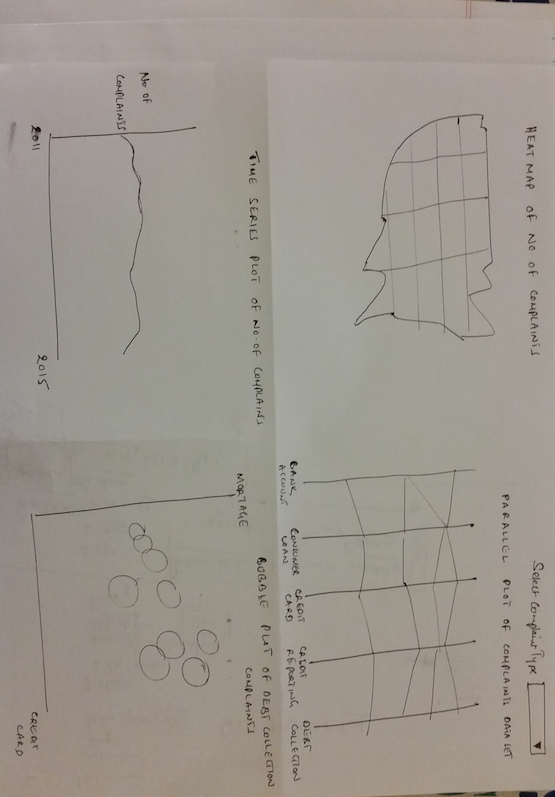 Select Complaint Type
HEAT MAP OF NO. OF COMPLAINTS
PARALLEL PLOT OF COMPLAINTS DATA SET
BANK
ACCOUNT
CONSUMER
LOAN
CREDIT
CARD
CREDIT
REPORTING
DEBT
COLLECTION
TIME SERIES PLOT OF NO. OF COMPLAINTS
NO OF
COMPLAINTS
2011
2015
BUBBLE PLOT OF DEBT COLLECTION
COMPLAINTS
MORTAGE
CREDIT
CARD